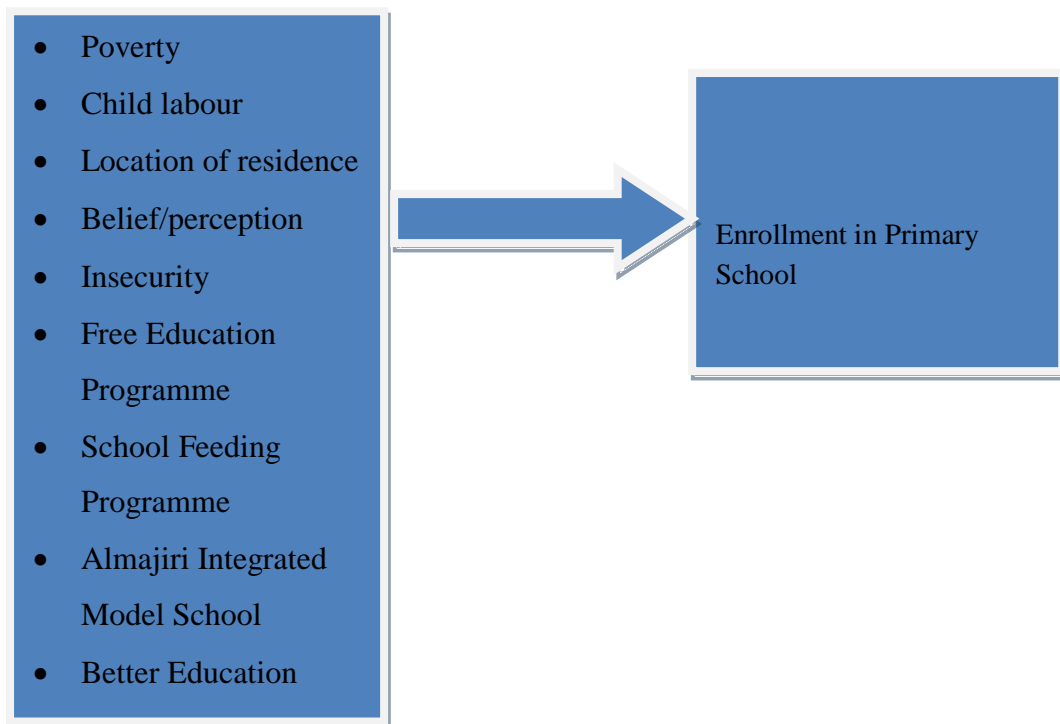 • Poverty
• Child labour
• Location of residence
• Belief/perception
• Insecurity
• Free Education
Programme
• School Feeding
Programme
• Almajiri Integrated
Model School
• Better Education
Enrollment in Primary
School